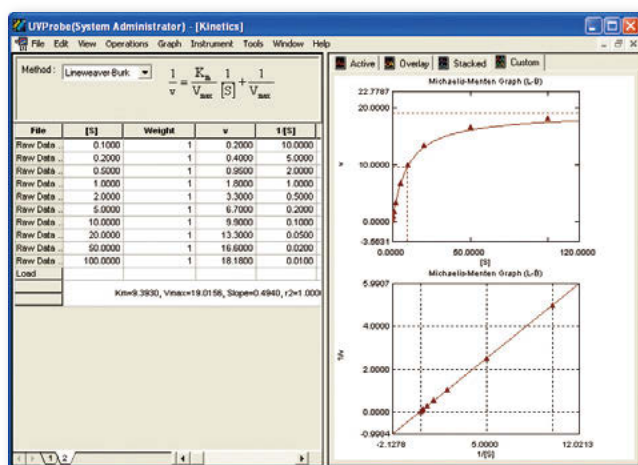 UVProbe(System Administrator) - [Kinetics]
File Edit View Operations Graph Instrument Tools Window Help
Method : Lineweaver-Burk
1/v = Km/Vmax 1/[S] + 1/Vmax
File [S] Weight v 1/[S]
Raw Data .. 0.1000 1 0.2000 10.0000
Raw Data .. 0.2000 1 0.4000 5.0000
Raw Data .. 0.5000 1 0.9500 2.0000
Raw Data .. 1.0000 1 1.8000 1.0000
Raw Data .. 2.0000 1 3.3000 0.5000
Raw Data .. 5.0000 1 6.7000 0.2000
Raw Data .. 10.0000 1 9.9000 0.1000
Raw Data .. 20.0000 1 13.3000 0.0500
Raw Data .. 50.0000 1 16.6000 0.0200
Raw Data .. 100.0000 1 18.1800 0.0100
Load
Km=9.3930, Vmax=19.0156, Slope=0.4940, r2=1.000
1 2
Active Overlay Stacked Custom
Michaelis-Menten Graph (L-B)
22.7787
20.0000
10.0000
v
0.0000
-3.5831
0.0000 50.0000 120.0000
[S]
Michaelis-Menten Graph (L-B)
5.9907
4.0000
1/v
2.0000
0.0000
-0.9994
-2.1278 5.0000 12.0213
1/[S]